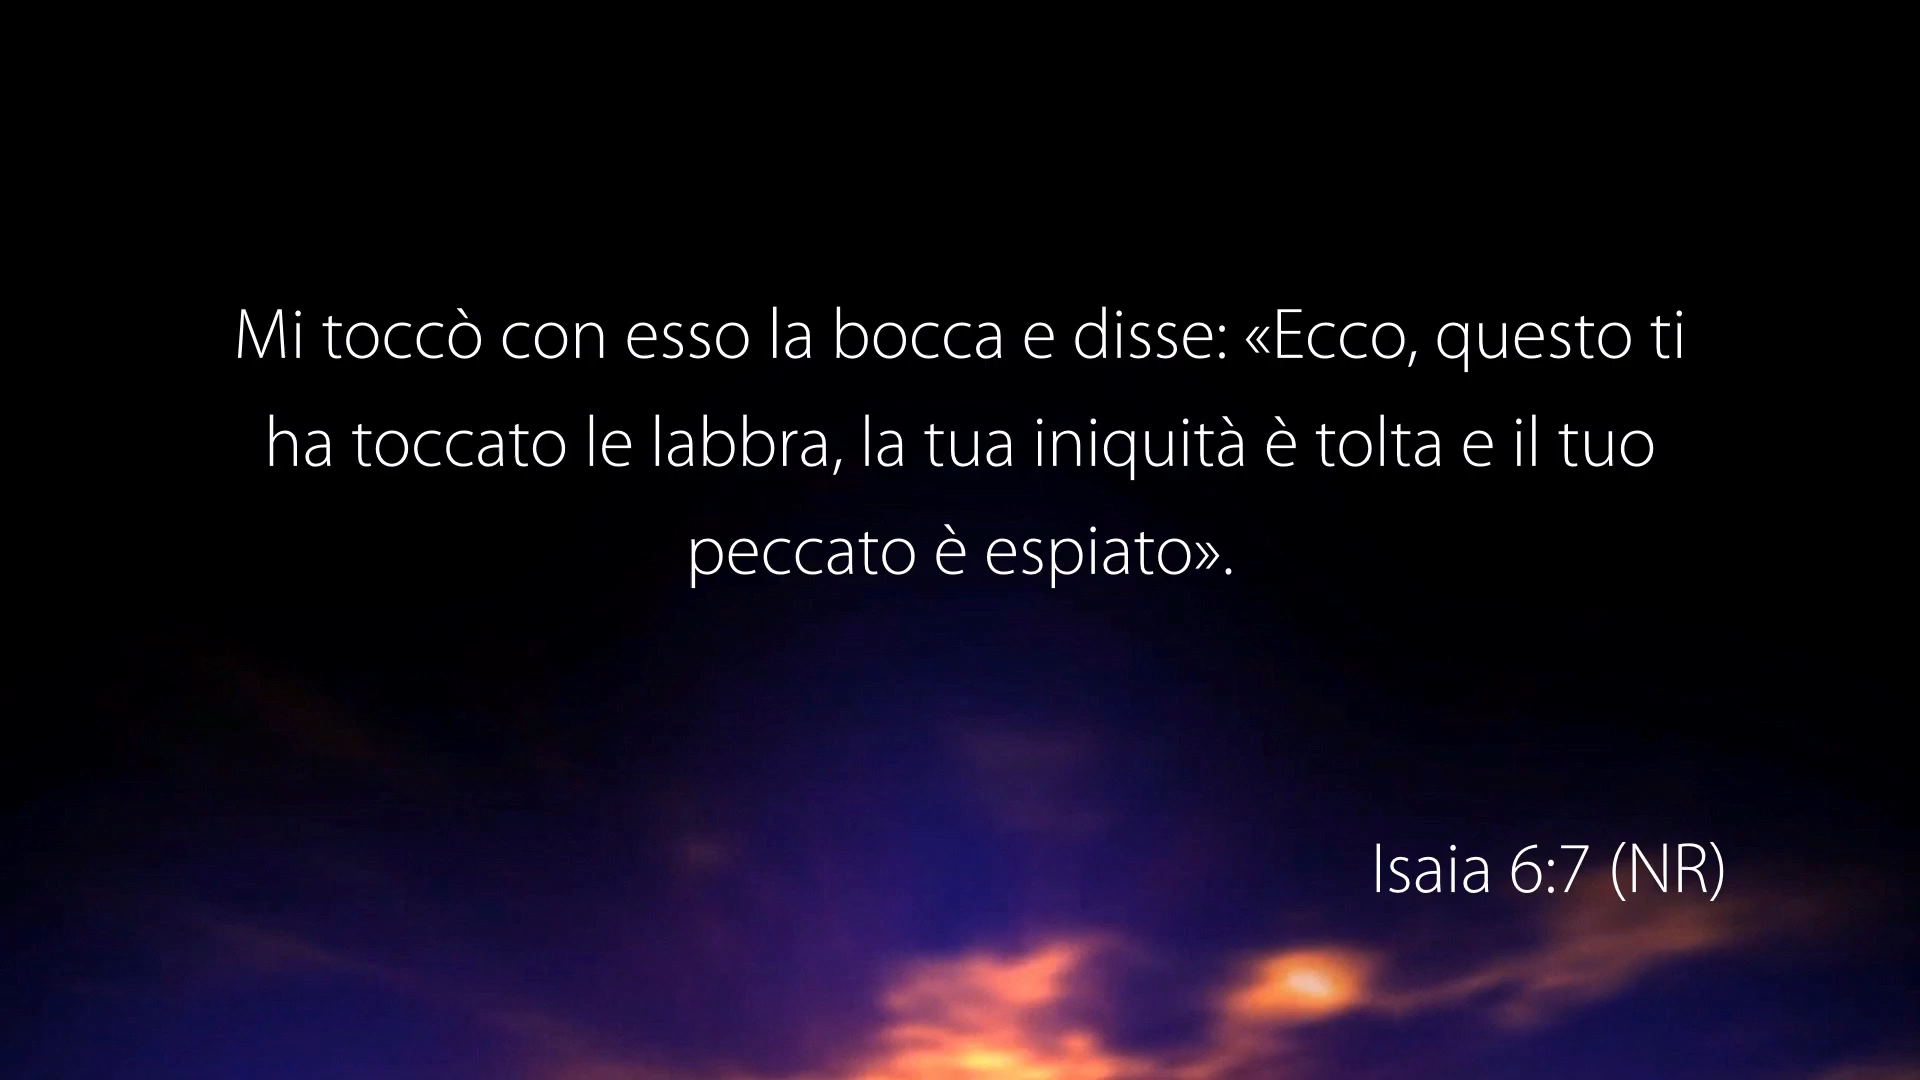 Mi toccò con esso la bocca e disse: «Ecco, questo ti
ha toccato le labbra, la tua iniquità è tolta e il tuo
peccato è espiato».
Isaia 6:7 (NR)